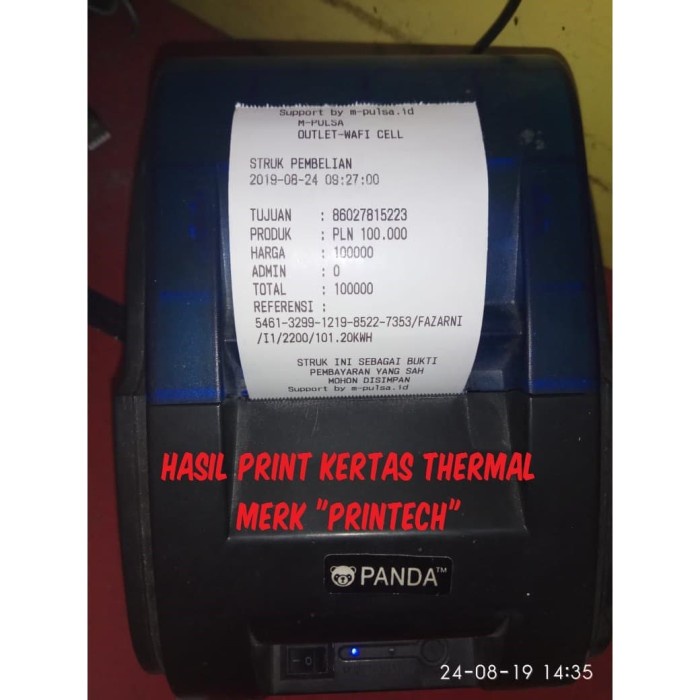 Support by m-pulsa.id
M-PULSA
OUTLET-WAFI CELL
STRUK PEMBELIAN
2019-08-24 08:27:00
TUJUAN : 86027815223
PRODUK : PLN 100.000
HARGA : 100000
ADMIN : 0
TOTAL : 100000
REFERENSI :
5461-3299-1219-8522-7353/FAZARNI
/I1/2200/101.20KWH
STRUK INI SEBAGAI BUKTI
PEMBAYARAN YANG SAH
MOHON DISIMPAN
Support by m-pulsa.id
HASIL PRINT KERTAS THERMAL
MERK "PRINTECH"
PANDA™
24-08-19 14:35